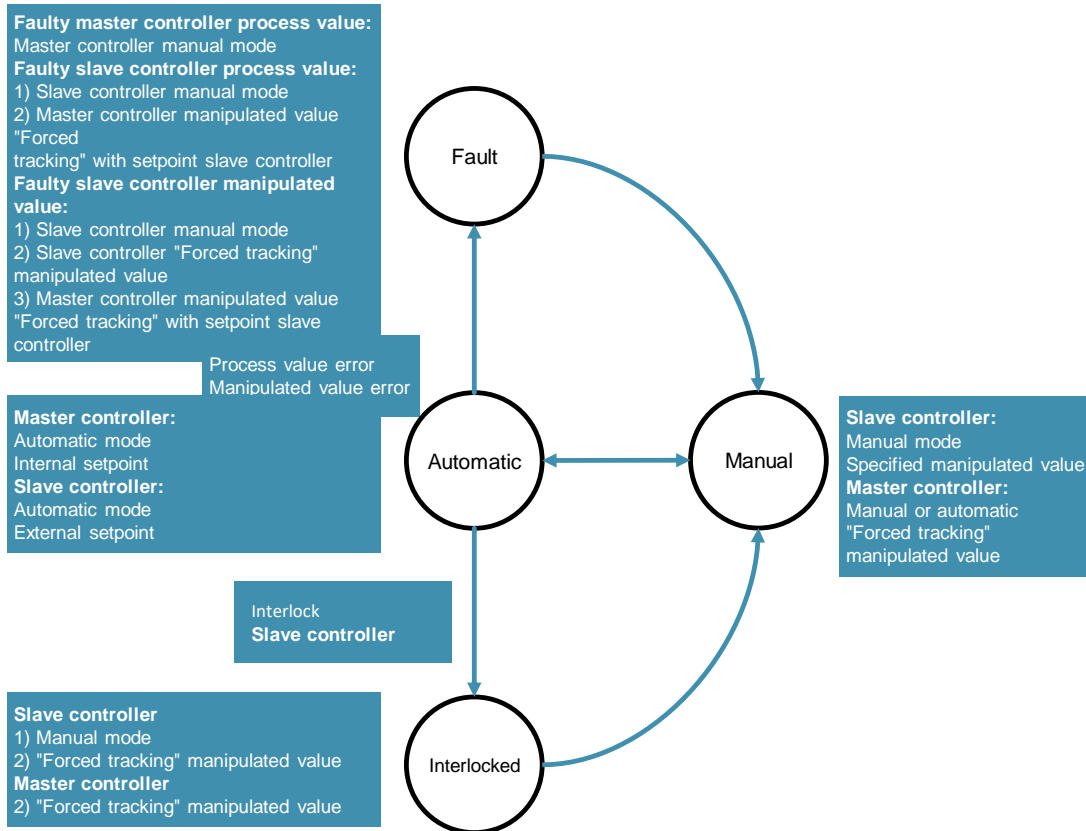 Faulty master controller process value:
Master controller manual mode
Faulty slave controller process value:
1) Slave controller manual mode
2) Master controller manipulated value
"Forced
tracking" with setpoint slave controller
Faulty slave controller manipulated
value:
1) Slave controller manual mode
2) Slave controller "Forced tracking"
manipulated value
3) Master controller manipulated value
"Forced tracking" with setpoint slave
controller
Fault
Process value error
Manipulated value error
Master controller:
Automatic mode
Internal setpoint
Slave controller:
Automatic mode
External setpoint
Automatic
Manual
Slave controller:
Manual mode
Specified manipulated value
Master controller:
Manual or automatic
"Forced tracking"
manipulated value
Interlock
Slave controller
Slave controller
1) Manual mode
2) "Forced tracking" manipulated value
Master controller
2) "Forced tracking" manipulated value
Interlocked